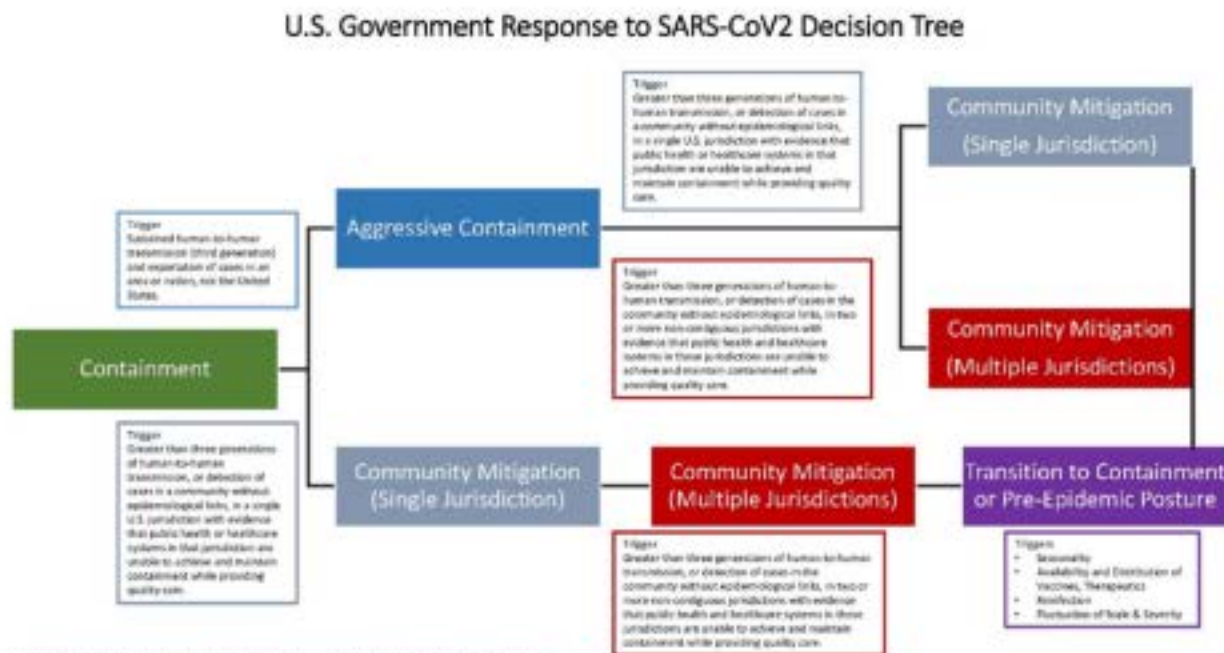 U.S. Government Response to SARS-CoV2 Decision Tree
Trigger
Greater than three generations of human-to-
human transmission, or detection of cases in
a community without epidemiological links,
in a single U.S. jurisdiction with evidence that
public health or healthcare systems in that
jurisdiction are unable to achieve and
maintain containment while providing quality
care.
Community Mitigation
(Single Jurisdiction)
Aggressive Containment
Trigger
Sustained human-to-human
transmission (third generation)
and exportation of cases in an
area or nation, not the United
States.
Trigger
Greater than three generations of human-to-
human transmission, or detection of cases in the
community without epidemiological links, in two
or more non-contiguous jurisdictions with
evidence that public health and healthcare
systems in those jurisdictions are unable to
achieve and maintain containment while
providing quality care.
Community Mitigation
(Multiple Jurisdictions)
Containment
Trigger
Greater than three generations
of human-to-human
transmission, or detection of
cases in a community without
epidemiological links, in a single
U.S. jurisdiction with evidence
that public health or healthcare
systems in that jurisdiction are
unable to achieve and maintain
containment while providing
quality care.
Community Mitigation
(Single Jurisdiction)
Community Mitigation
(Multiple Jurisdictions)
Transition to Containment
or Pre-Epidemic Posture
Trigger
Greater than three generations of human-to-human
transmission, or detection of cases in the
community without epidemiological links, in two or
more non-contiguous jurisdictions with evidence
that public health and healthcare systems in those
jurisdictions are unable to achieve and maintain
containment while providing quality care.
Triggers
• Seasonality
• Availability and Distribution of
Vaccines, Therapeutics
• Reinfection
• Fluctuation of Scale & Severity